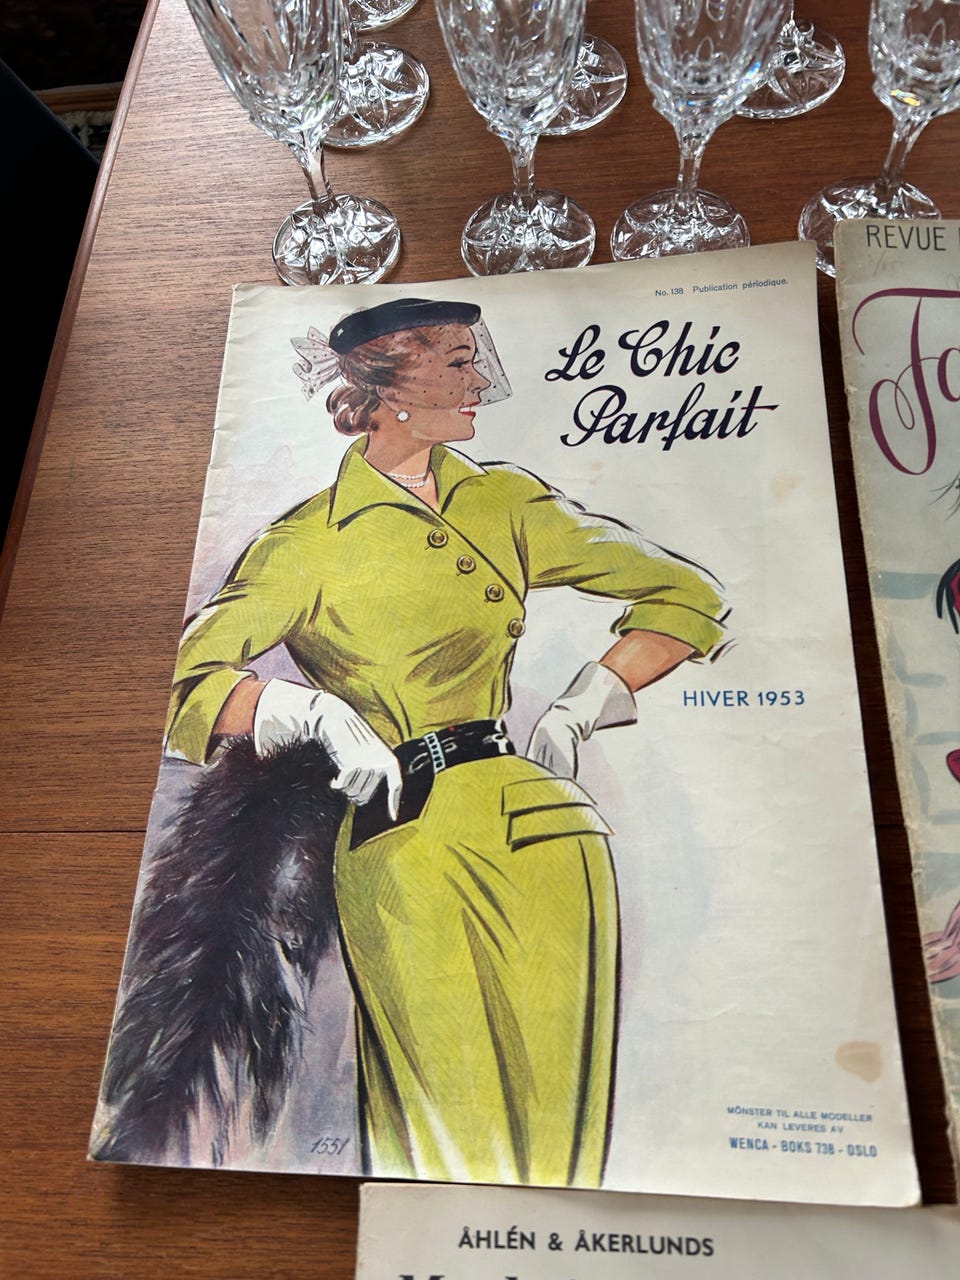 No. 138 Publication périodique.
Le Chic
Parfait
HIVER 1953
MÖNSTER TIL ALLE MODELLER
KAN LEVERES AV
WENCA - BOKS 738 - OSLO
1551
REVUE
ÅHLÉN & ÅKERLUNDS